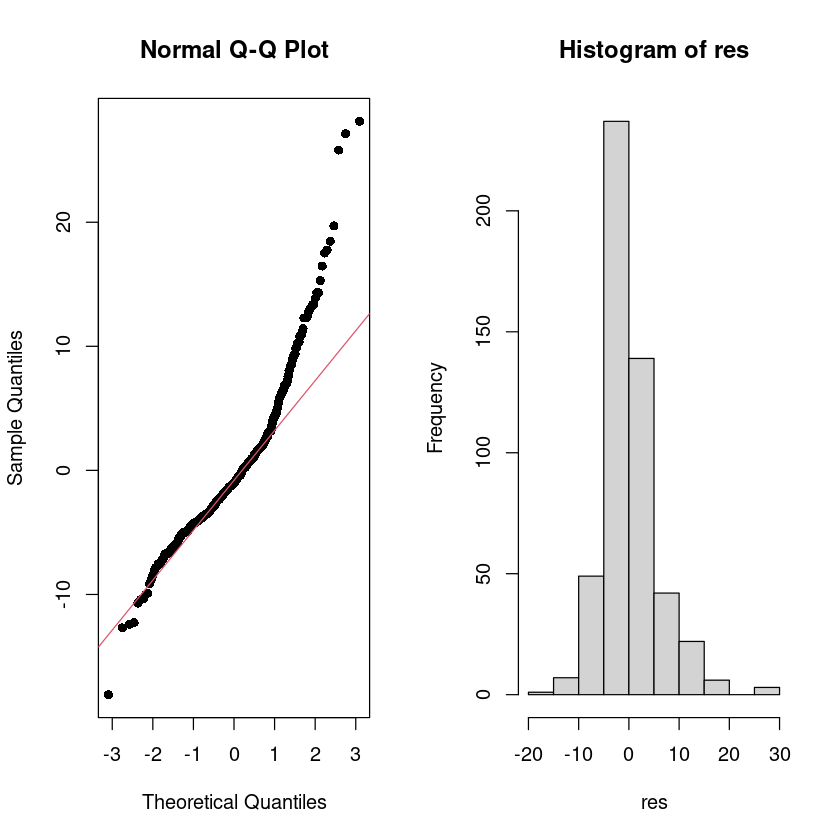 Normal Q-Q Plot
Sample Quantiles
20
10
0
-10
-3 -2 -1 0 1 2 3
Theoretical Quantiles
Histogram of res
Frequency
200
150
100
50
0
-20 -10 0 10 20 30
res